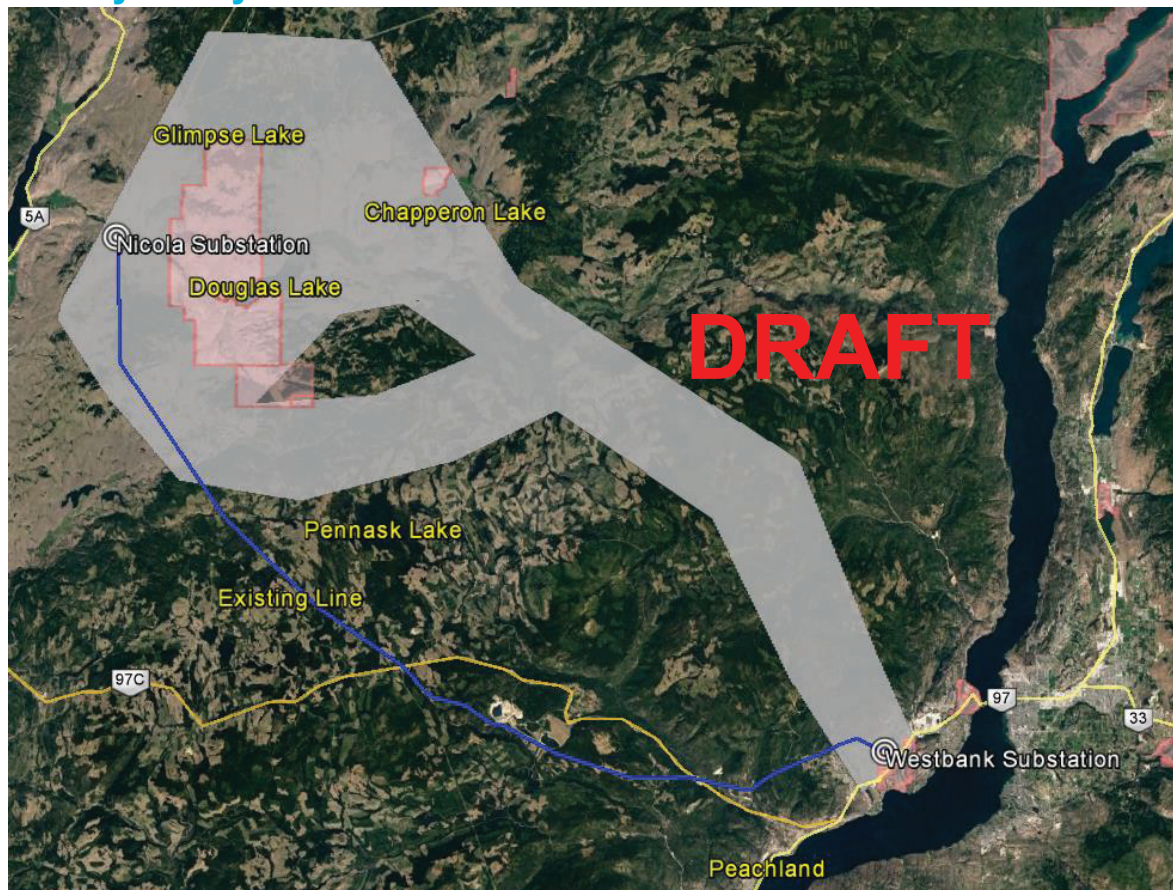 Glimpse Lake
Chapperon Lake
5A
Nicola Substation
Douglas Lake
DRAFT
Pennask Lake
Existing Line
97C
97
33
Westbank Substation
Peachland